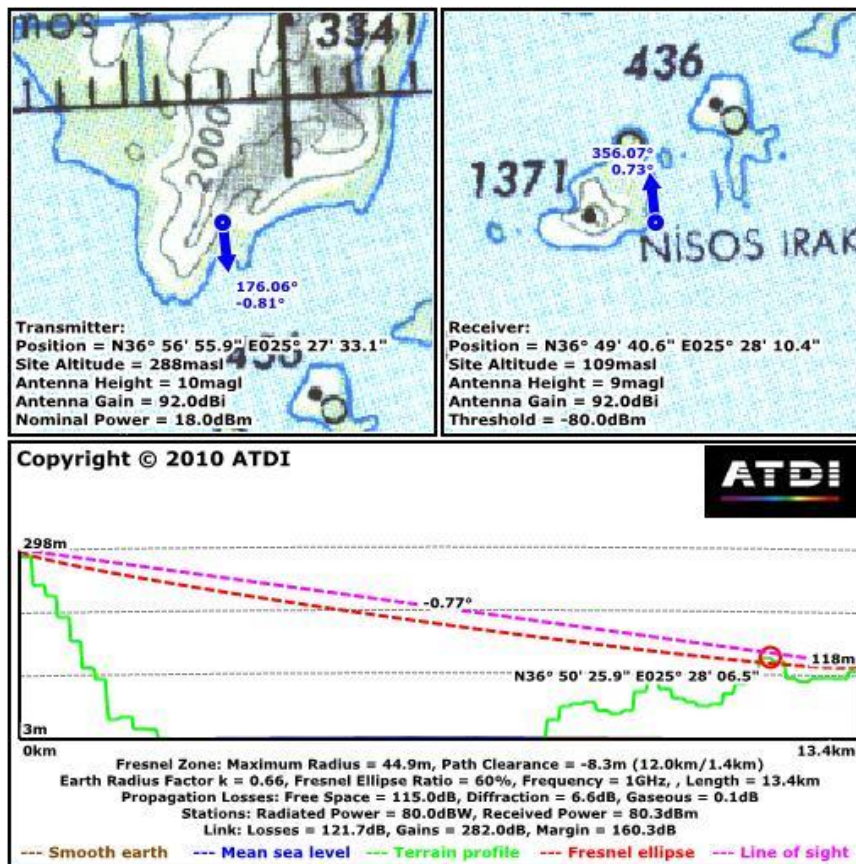 mos
3341
2000
176.06°
-0.81°
Transmitter:
Position = N36° 56' 55.9" E025° 27' 33.1"
Site Altitude = 288masl
Antenna Height = 10magl
Antenna Gain = 92.0dBi
Nominal Power = 18.0dBm
436
356.07°
0.73°
1371
NİSOS IRAK
Receiver:
Position = N36° 49' 40.6" E025° 28' 10.4"
Site Altitude = 109masl
Antenna Height = 9magl
Antenna Gain = 92.0dBi
Threshold = -80.0dBm
Copyright © 2010 ATDI
ATDI
298m
-0.77°
118m
N36° 50' 25.9" E025° 28' 06.5"
3m
0km 13.4km
Fresnel Zone: Maximum Radius = 44.9m, Path Clearance = -8.3m (12.0km/1.4km)
Earth Radius Factor k = 0.66, Fresnel Ellipse Ratio = 60%, Frequency = 1GHz, , Length = 13.4km
Propagation Losses: Free Space = 115.0dB, Diffraction = 6.6dB, Gaseous = 0.1dB
Stations: Radiated Power = 80.0dBW, Received Power = 80.3dBm
Link: Losses = 121.7dB, Gains = 282.0dB, Margin = 160.3dB
--- Smooth earth --- Mean sea level --- Terrain profile --- Fresnel ellipse --- Line of sight